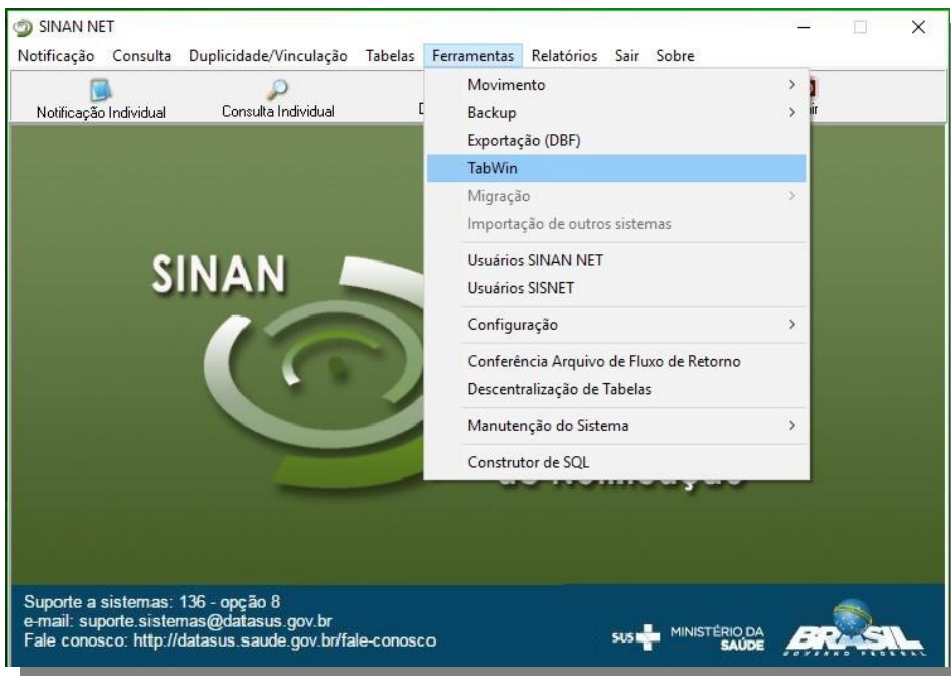 SINAN NET
Notificação Consulta Duplicidade/Vinculação Tabelas Ferramentas Relatórios Sair Sobre
Notificação Individual Consulta Individual
Movimento
Backup
Exportação (DBF)
TabWin
Migração
Importação de outros sistemas
Usuários SINAN NET
Usuários SISNET
Configuração
Conferência Arquivo de Fluxo de Retorno
Descentralização de Tabelas
Manutenção do Sistema
Construtor de SQL
SINAN
Suporte a sistemas: 136 - opção 8
e-mail: suporte.sistemas@datasus.gov.br
Fale conosco: http://datasus.saude.gov.br/fale-conosco
SUS MINISTÉRIO DA
SAÚDE
BRASIL
GOVERNO FEDERAL